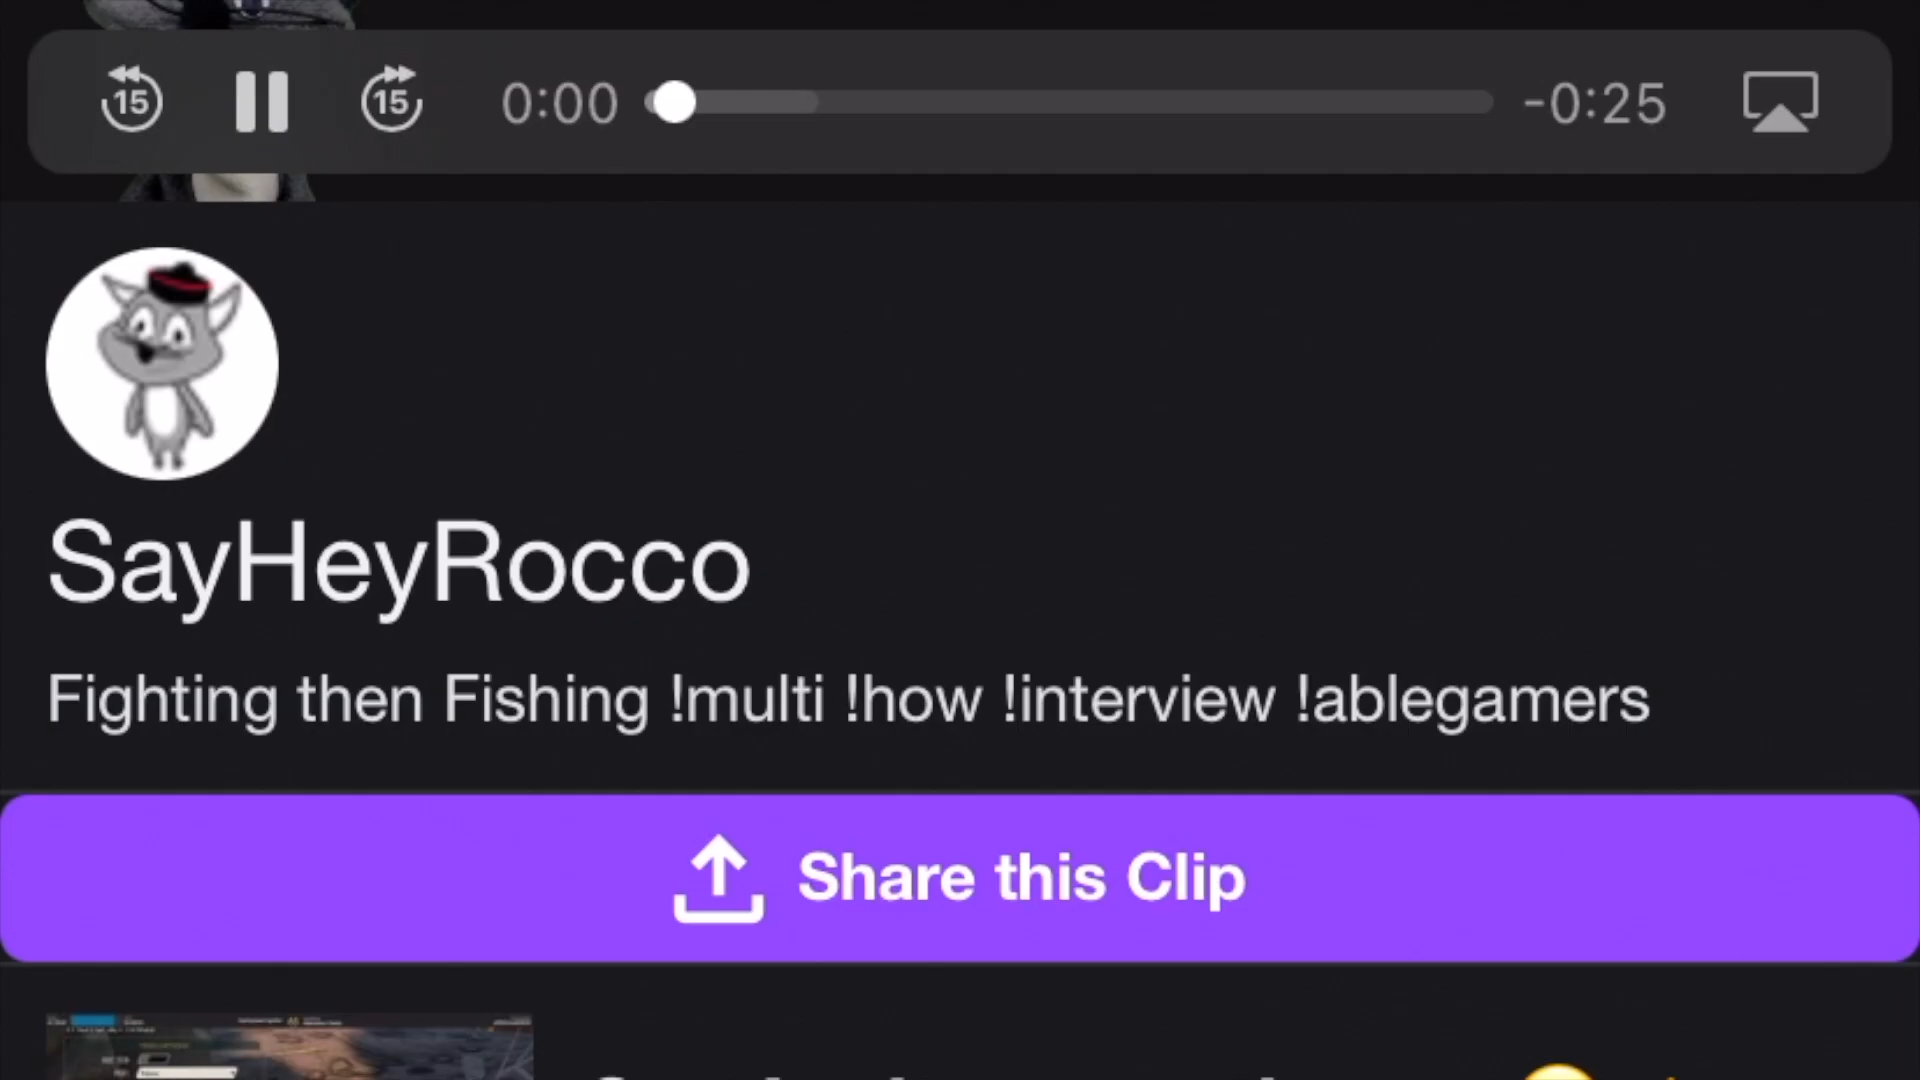 15 15 0:00 -0:25
SayHeyRocco
Fighting then Fishing !multi !how !interview !ablegamers
Share this Clip